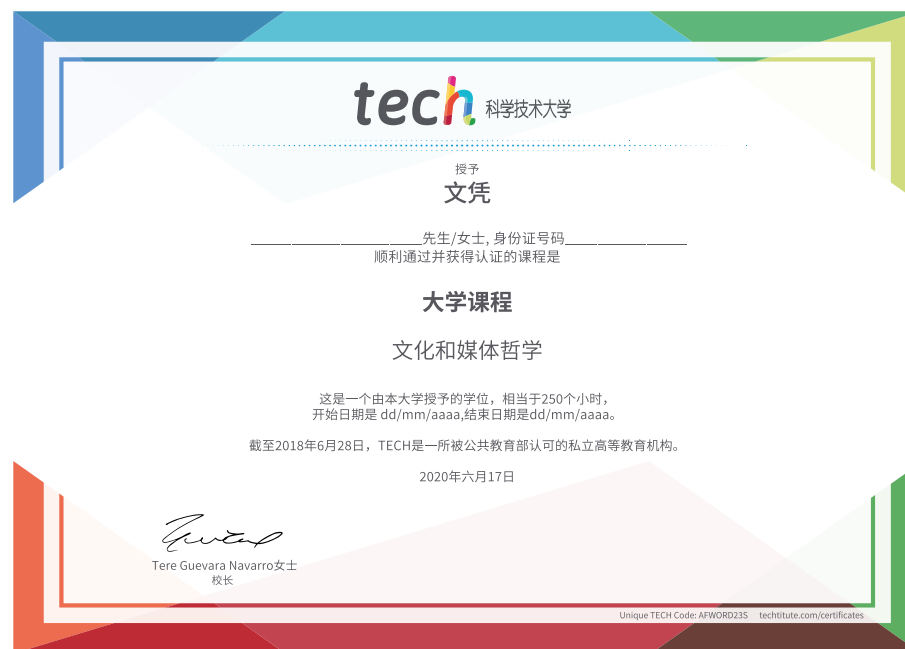 tech 科学技术大学
授予
文凭
______________________先生/女士, 身份证号码________________
顺利通过并获得认证的课程是
大学课程
文化和媒体哲学
这是一个由本大学授予的学位，相当于250个小时，
开始日期是 dd/mm/aaaa,结束日期是dd/mm/aaaa。
截至2018年6月28日，TECH是一所被公共教育部认可的私立高等教育机构。
2020年六月17日
Tere Guevara Navarro女士
校长
Unique TECH Code: AFWORD23S techtitute.com/certificates